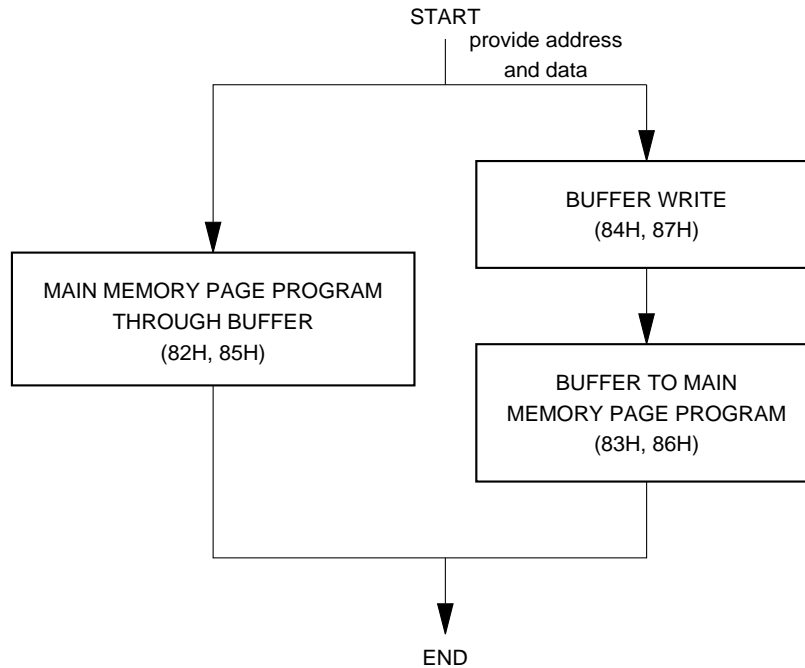 START
provide address
and data
BUFFER WRITE
(84H, 87H)
MAIN MEMORY PAGE PROGRAM
THROUGH BUFFER
(82H, 85H)
BUFFER TO MAIN
MEMORY PAGE PROGRAM
(83H, 86H)
END